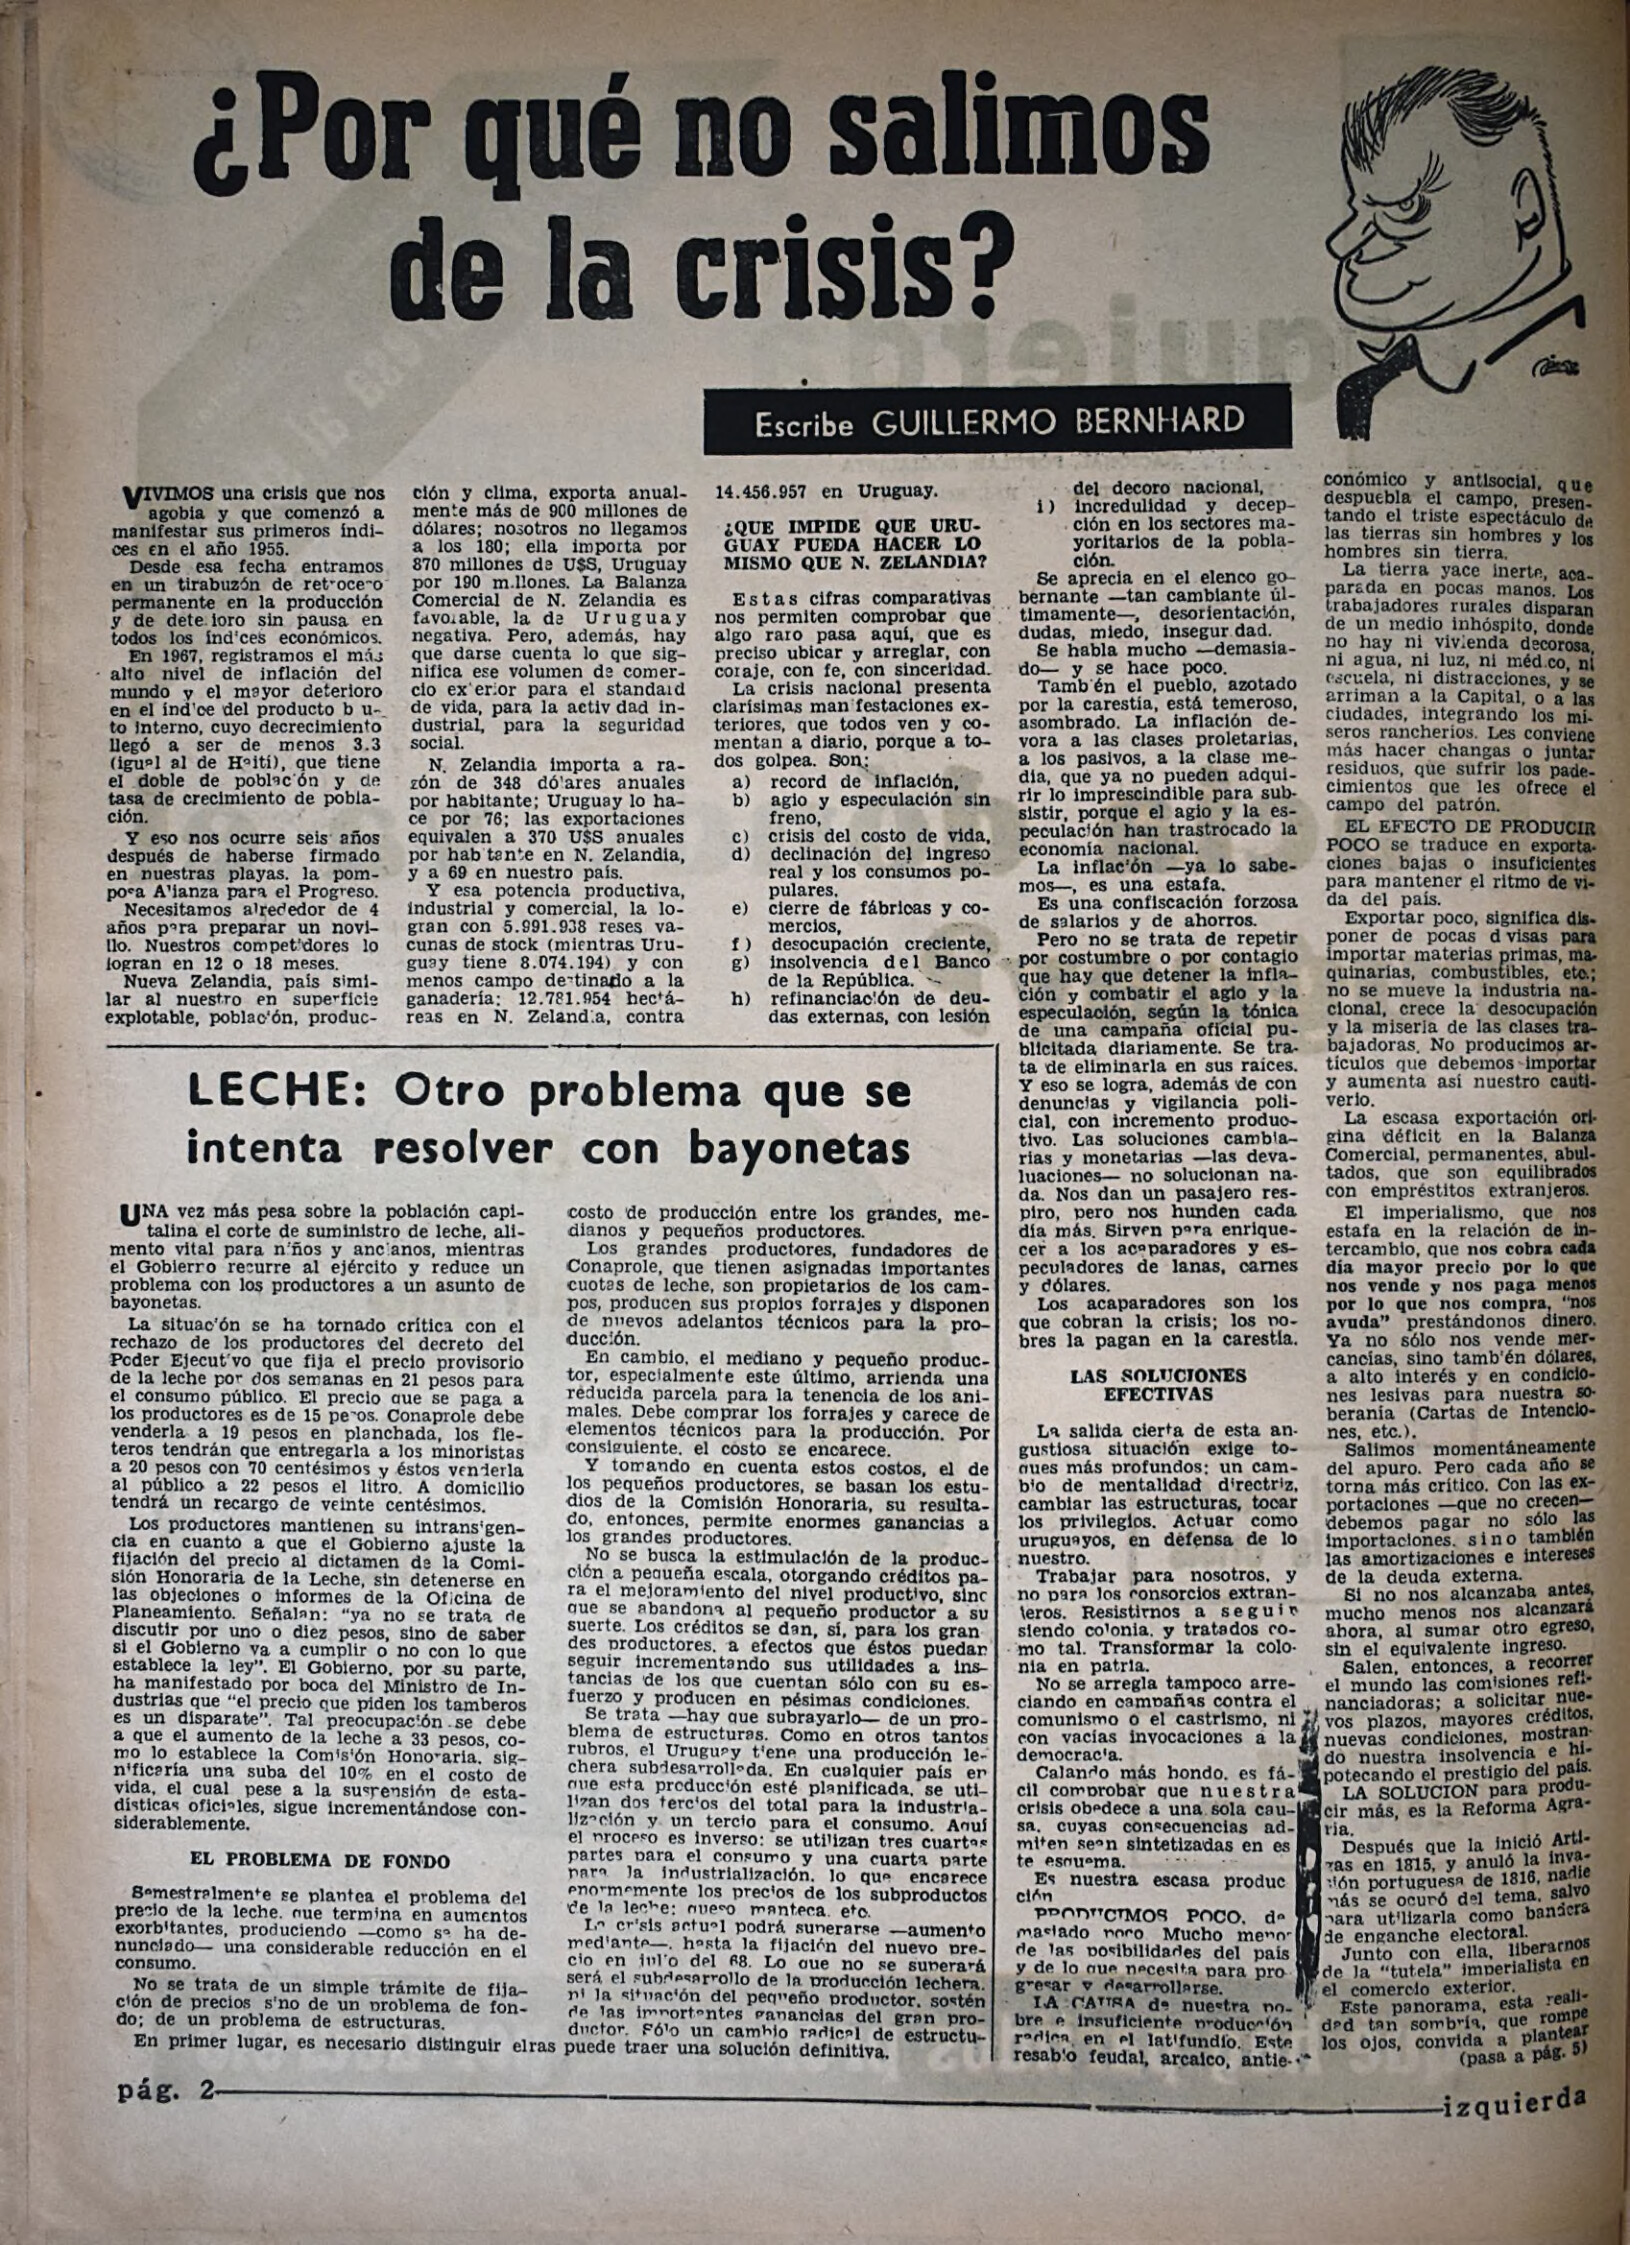 ¿Por qué no salimos
de la crisis?
Escribe GUILLERMO BERNHARD
VIVIMOS una crisis que nos
agobia y que comenzó a
manifestar sus primeros indi-
ces en el año 1955.
Desde esa fecha entramos
en un tirabuzón de retroceso
permanente en la producción
y de deterioro sin pausa en
todos los índices económicos.
En 1967, registramos el más
alto nivel de inflación del
mundo y el mayor deterioro
en el índice del producto bru-
to interno, cuyo decrecimiento
llegó a ser de menos 3.3
(igual al de Haití), que tiene
el doble de población y de
tasa de crecimiento de pobla-
ción.
Y eso nos ocurre seis años
después de haberse firmado
en nuestras playas, la pom-
posa Alianza para el Progreso.
Necesitamos alrededor de 4
años para preparar un novi-
llo. Nuestros competidores lo
logran en 12 o 18 meses.
Nueva Zelandia, país simi-
lar al nuestro en superficie
explotable, población, produc-
ción y clima, exporta anual-
mente más de 900 millones de
dólares; nosotros no llegamos
a los 180; ella importa por
870 millones de U$S, Uruguay
por 190 millones. La Balanza
Comercial de N. Zelandia es
favorable, la de Uruguay
negativa. Pero, además, hay
que darse cuenta lo que sig-
nifica ese volumen de comer-
cio exterior para el standard
de vida, para la actividad in-
dustrial, para la seguridad
social.
N. Zelandia importa a ra-
zón de 348 dólares anuales
por habitante; Uruguay lo ha-
ce por 76; las exportaciones
equivalen a 370 U$S anuales
por habitante en N. Zelandia,
y a 69 en nuestro país.
Y esa potencia productiva,
industrial y comercial, la lo-
gran con 5.991.938 reses va-
cunas de stock (mientras Uru-
guay tiene 8.074.194) y con
menos campo destinado a la
ganadería: 12.781.954 hectá-
reas en N. Zelandia, contra
14.456.957 en Uruguay.
¿QUE IMPIDE QUE URU-
GUAY PUEDA HACER LO
MISMO QUE N. ZELANDIA?
Estas cifras comparativas
nos permiten comprobar que
algo raro pasa aquí, que es
preciso ubicar y arreglar, con
coraje, con fe, con sinceridad.
La crisis nacional presenta
clarísimas manifestaciones ex-
teriores, que todos ven y co-
mentan a diario, porque a to-
dos golpea. Son:
a) record de inflación,
b) agio y especulación sin
freno,
c) crisis del costo de vida,
d) declinación del ingreso
real y los consumos po-
pulares,
e) cierre de fábricas y co-
mercios,
f) desocupación creciente,
g) insolvencia del Banco
de la República.
h) refinanciación de deu-
das externas, con lesión
del decoro nacional,
i) incredulidad y decep-
ción en los sectores ma-
yoritarios de la pobla-
ción.
Se aprecia en el elenco go-
bernante —tan cambiante úl-
timamente—, desorientación,
dudas, miedo, inseguridad.
Se habla mucho —demasia-
do— y se hace poco.
También el pueblo, azotado
por la carestía, está temeroso,
asombrado. La inflación de-
vora a las clases proletarias,
a los pasivos, a la clase me-
dia, que ya no pueden adqui-
rir lo imprescindible para sub-
sistir, porque el agio y la es-
peculación han trastrocado la
economía nacional.
La inflación —ya lo sabe-
mos—, es una estafa.
Es una confiscación forzosa
de salarios y de ahorros.
Pero no se trata de repetir
por costumbre o por contagio
que hay que detener la infla-
ción y combatir el agio y la
especulación, según la tónica
de una campaña oficial pu-
blicitada diariamente. Se tra-
ta de eliminarla en sus raíces.
Y eso se logra, además de con
denuncias y vigilancia poli-
cial, con incremento produc-
tivo. Las soluciones cambia-
rias y monetarias —las deva-
luaciones— no solucionan na-
da. Nos dan un pasajero res-
piro, pero nos hunden cada
día más. Sirven para enrique-
cer a los acaparadores y es-
peculadores de lanas, carnes
y dólares.
Los acaparadores son los
que cobran la crisis; los po-
bres la pagan en la carestía.
LAS SOLUCIONES
EFECTIVAS
La salida cierta de esta an-
gustiosa situación exige to-
ques más profundos: un cam-
bio de mentalidad directriz,
cambiar las estructuras, tocar
los privilegios. Actuar como
uruguayos, en defensa de lo
nuestro.
Trabajar para nosotros, y
no para los consorcios extran-
jeros. Resistirnos a seguir
siendo colonia, y tratados co-
mo tal. Transformar la colo-
nia en patria.
No se arregla tampoco arre-
ciando en campañas contra el
comunismo o el castrismo, ni
con vacías invocaciones a la
democracia.
Calando más hondo, es fá-
cil comprobar que nuestra
crisis obedece a una sola cau-
sa, cuyas consecuencias ad-
miten sean sintetizadas en es
te esquema.
Es nuestra escasa produc
ción
PRODUCIMOS POCO, de
masiado poco. Mucho menor
de las posibilidades del país
y de lo que necesita para pro
gresar y desarrollarse.
LA CAUSA de nuestra po-
bre e insuficiente producción
radica en el latifundio. Este
resabio feudal, arcaico, antie-
conómico y antisocial, que
despuebla el campo, presen-
tando el triste espectáculo de
las tierras sin hombres y los
hombres sin tierra.
La tierra yace inerte, aca-
parada en pocas manos. Los
trabajadores rurales disparan
de un medio inhóspito, donde
no hay ni vivienda decorosa,
ni agua, ni luz, ni médico, ni
escuela, ni distracciones, y se
arriman a la Capital, o a las
ciudades, integrando los mi-
seros rancherios. Les conviene
más hacer changas o juntar
residuos, que sufrir los pade-
cimientos que les ofrece el
campo del patrón.
EL EFECTO DE PRODUCIR
POCO se traduce en exporta-
ciones bajas o insuficientes
para mantener el ritmo de vi-
da del país.
Exportar poco, significa dis-
poner de pocas divisas para
importar materias primas, ma-
quinarias, combustibles, etc.;
no se mueve la industria na-
cional, crece la desocupación
y la miseria de las clases tra-
bajadoras. No producimos ar-
tículos que debemos importar
y aumenta así nuestro cauti-
verio.
La escasa exportación ori-
gina déficit en la Balanza
Comercial, permanentes, abul-
tados, que son equilibrados
con empréstitos extranjeros.
El imperialismo, que nos
estafa en la relación de in-
tercambio, que nos cobra cada
día mayor precio por lo que
nos vende y nos paga menos
por lo que nos compra, "nos
ayuda" prestándonos dinero.
Ya no sólo nos vende mer-
cancías, sino también dólares,
a alto interés y en condicio-
nes lesivas para nuestra so-
beranía (Cartas de Intencio-
nes, etc.).
Salimos momentáneamente
del apuro. Pero cada año se
torna más crítico. Con las ex-
portaciones —que no crecen—
debemos pagar no sólo las
importaciones, sino también
las amortizaciones e intereses
de la deuda externa.
Si no nos alcanzaba antes,
mucho menos nos alcanzará
ahora, al sumar otro egreso,
sin el equivalente ingreso.
Salen, entonces, a recorrer
el mundo las comisiones refi-
nanciadoras; a solicitar nue-
vos plazos, mayores créditos,
nuevas condiciones, mostran-
do nuestra insolvencia e hi-
potecando el prestigio del país.
LA SOLUCION para produ-
cir más, es la Reforma Agra-
ria.
Después que la inició Arti-
gas en 1815, y anuló la inva-
sión portuguesa de 1816, nadie
más se ocupó del tema, salvo
para utilizarla como bandera
de enganche electoral.
Junto con ella, liberarnos
de la "tutela" imperialista en
el comercio exterior.
Este panorama, esta reali-
dad tan sombría, que rompe
los ojos, convida a plantear
(pasa a pág. 5)
LECHE: Otro problema que se
intenta resolver con bayonetas
UNA vez más pesa sobre la población capi-
talina el corte de suministro de leche, ali-
mento vital para niños y ancianos, mientras
el Gobierno recurre al ejército y reduce un
problema con los productores a un asunto de
bayonetas.
La situación se ha tornado crítica con el
rechazo de los productores del decreto del
Poder Ejecutivo que fija el precio provisorio
de la leche por dos semanas en 21 pesos para
el consumo público. El precio que se paga a
los productores es de 15 pesos. Conaprole debe
venderla a 19 pesos en planchada, los fle-
teros tendrán que entregarla a los minoristas
a 20 pesos con 70 centésimos y éstos venderla
al público a 22 pesos el litro. A domicilio
tendrá un recargo de veinte centésimos.
Los productores mantienen su intransigen-
cia en cuanto a que el Gobierno ajuste la
fijación del precio al dictamen de la Comi-
sión Honoraria de la Leche, sin detenerse en
las objeciones o informes de la Oficina de
Planeamiento. Señalan: "ya no se trata de
discutir por uno o diez pesos, sino de saber
si el Gobierno va a cumplir o no con lo que
establece la ley". El Gobierno, por su parte,
ha manifestado por boca del Ministro de In-
dustrias que "el precio que piden los tamberos
es un disparate". Tal preocupación se debe
a que el aumento de la leche a 33 pesos, co-
mo lo establece la Comisión Honoraria, sig-
nificaría una suba del 10% en el costo de
vida, el cual pese a la suspensión de esta-
dísticas oficiales, sigue incrementándose con-
siderablemente.
EL PROBLEMA DE FONDO
Semestralmente se plantea el problema del
precio de la leche, que termina en aumentos
exorbitantes, produciendo —como se ha de-
nunciado— una considerable reducción en el
consumo.
No se trata de un simple trámite de fija-
ción de precios sino de un problema de fon-
do; de un problema de estructuras.
En primer lugar, es necesario distinguir el
costo de producción entre los grandes, me-
dianos y pequeños productores.
Los grandes productores, fundadores de
Conaprole, que tienen asignadas importantes
cuotas de leche, son propietarios de los cam-
pos, producen sus propios forrajes y disponen
de nuevos adelantos técnicos para la pro-
ducción.
En cambio, el mediano y pequeño produc-
tor, especialmente este último, arrienda una
reducida parcela para la tenencia de los ani-
males. Debe comprar los forrajes y carece de
elementos técnicos para la producción. Por
consiguiente, el costo se encarece.
Y tomando en cuenta estos costos, el de
los pequeños productores, se basan los estu-
dios de la Comisión Honoraria, su resulta-
do, entonces, permite enormes ganancias a
los grandes productores.
No se busca la estimulación de la produc-
ción a pequeña escala, otorgando créditos pa-
ra el mejoramiento del nivel productivo, sino
que se abandona al pequeño productor a su
suerte. Los créditos se dan, sí, para los gran
des productores, a efectos que éstos puedan
seguir incrementando sus utilidades a ins-
tancias de los que cuentan sólo con su es-
fuerzo y producen en pésimas condiciones.
Se trata —hay que subrayarlo— de un pro-
blema de estructuras. Como en otros tantos
rubros, el Uruguay tiene una producción le-
chera subdesarrollada. En cualquier país en
que esta producción esté planificada, se uti-
lizan dos tercios del total para la industria-
lización y un tercio para el consumo. Aquí
el proceso es inverso: se utilizan tres cuartas
partes para el consumo y una cuarta parte
para la industrialización, lo que encarece
enormemente los precios de los subproductos
de la leche: queso manteca, etc.
La crisis actual podrá superarse —aumento
mediante—, hasta la fijación del nuevo pre-
cio en julio del 68. Lo que no se superará
será el subdesarrollo de la producción lechera,
ni la situación del pequeño productor, sostén
de las importantes ganancias del gran pro-
ductor. Sólo un cambio radical de estructu-
ras puede traer una solución definitiva.
pág. 2
izquierda